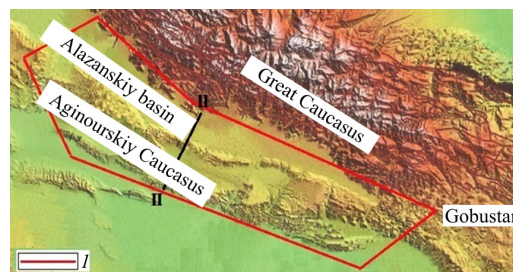 Alazanskiy basin
Great Caucasus
II
Aginourskiy Caucasus
II
Gobustan
1